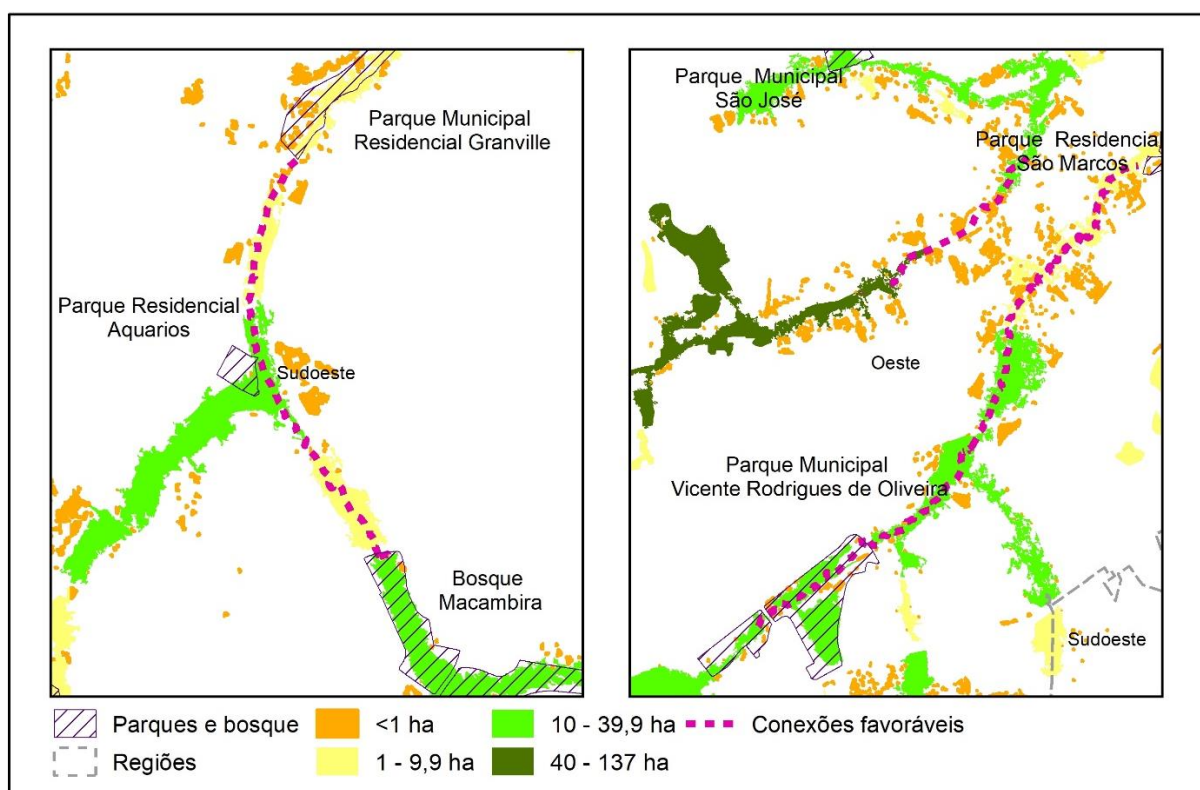 Parque Municipal
Residencial Granville
Parque Residencial
Aquarios
Sudoeste
Bosque
Macambira
Parque Municipal
São José
Parque Residencial
São Marcos
Oeste
Parque Municipal
Vicente Rodrigues de Oliveira
Sudoeste
Parques e bosque
<1 ha
10 - 39,9 ha
Conexões favoráveis
Regiões
1 - 9,9 ha
40 - 137 ha